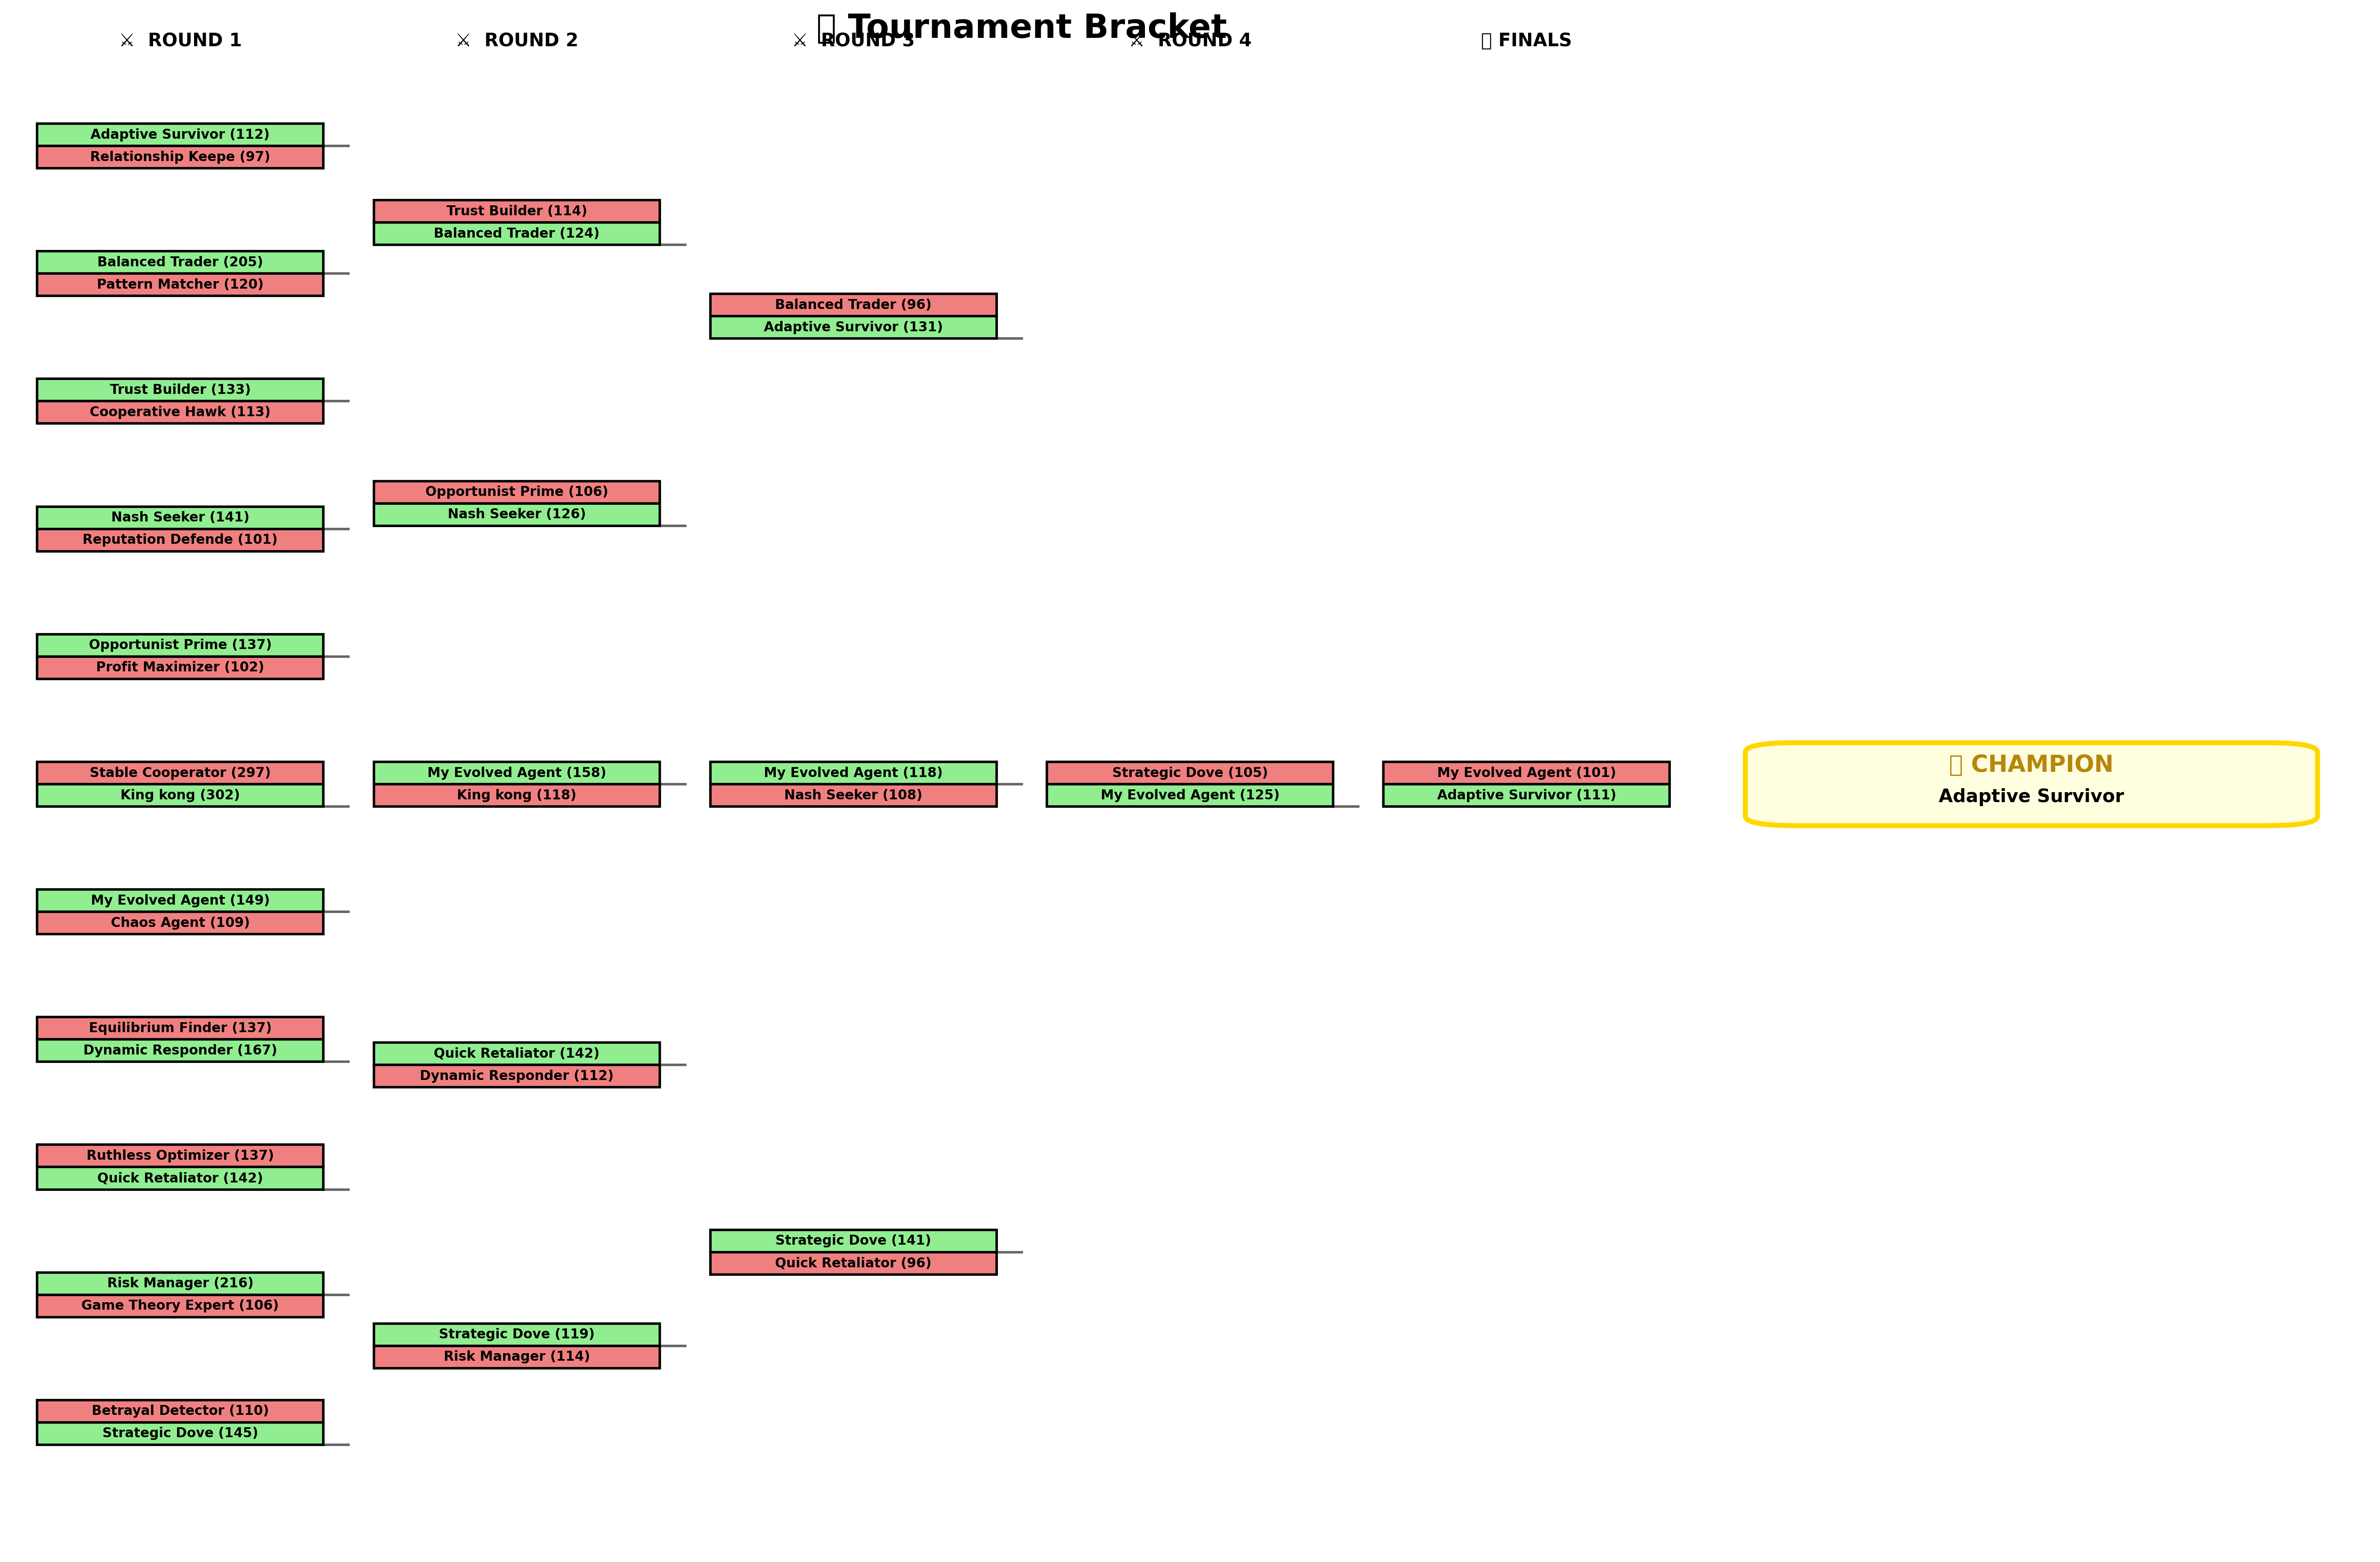 Tournament Bracket
⚔ ROUND 1
⚔ ROUND 2
⚔ ROUND 3
⚔ ROUND 4
FINALS
Adaptive Survivor (112)
Relationship Keepe (97)
Balanced Trader (205)
Pattern Matcher (120)
Trust Builder (133)
Cooperative Hawk (113)
Nash Seeker (141)
Reputation Defende (101)
Opportunist Prime (137)
Profit Maximizer (102)
Stable Cooperator (297)
King kong (302)
My Evolved Agent (149)
Chaos Agent (109)
Equilibrium Finder (137)
Dynamic Responder (167)
Ruthless Optimizer (137)
Quick Retaliator (142)
Risk Manager (216)
Game Theory Expert (106)
Betrayal Detector (110)
Strategic Dove (145)
Trust Builder (114)
Balanced Trader (124)
Opportunist Prime (106)
Nash Seeker (126)
My Evolved Agent (158)
King kong (118)
Quick Retaliator (142)
Dynamic Responder (112)
Strategic Dove (119)
Risk Manager (114)
Balanced Trader (96)
Adaptive Survivor (131)
My Evolved Agent (118)
Nash Seeker (108)
Strategic Dove (141)
Quick Retaliator (96)
Strategic Dove (105)
My Evolved Agent (125)
My Evolved Agent (101)
Adaptive Survivor (111)
CHAMPION
Adaptive Survivor